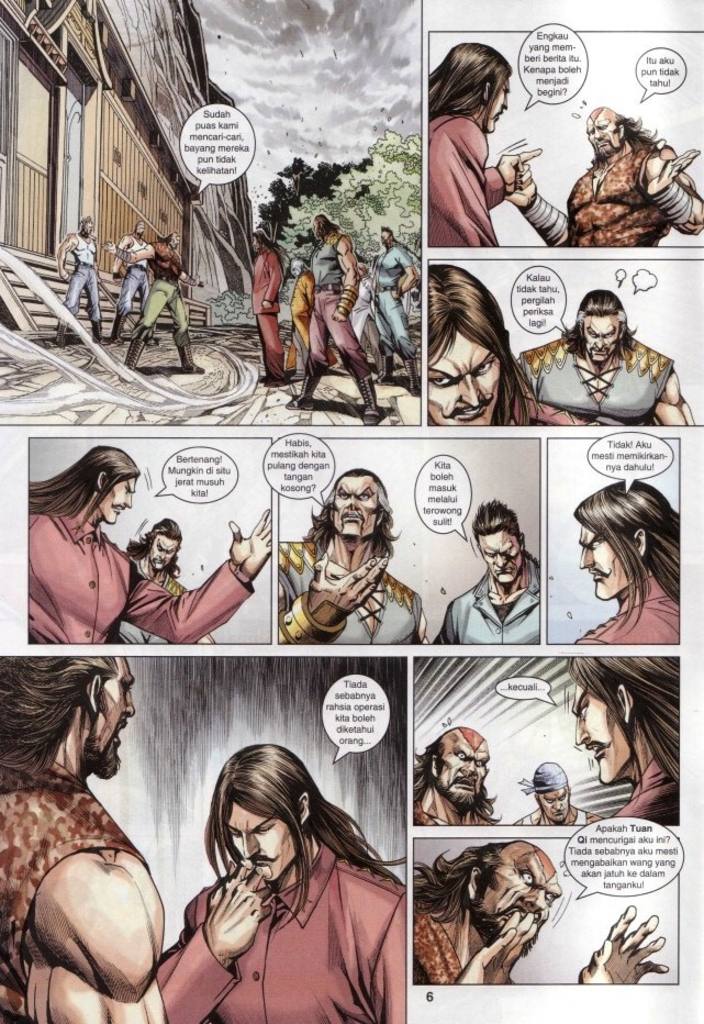 Sudah
puas kami
mencari-cari,
bayang mereka
pun tidak
kelihatan!
Engkau
yang mem-
beri berita itu.
Kenapa boleh
menjadi
begini?
Itu aku
pun tidak
tahu!
Kalau
tidak,
pergilah
periksa
lagi!
Bertenang!
Mungkin di situ
jerat musuh
kita!
Habis,
mestikah kita
pulang dengan
tangan
kosong?
Kita
boleh
masuk
melalui
terowong
sulit!
Tidak! Aku
mesti memikirkan-
nya dahulu!
Tiada
sebabnya
rahsia operasi
kita boleh
diketahui
orang...
...kecuali...
Apakah Tuan
Qi mencurigai aku ini?
Tiada sebabnya aku mesti
mengabaikan wang yang
akan jatuh ke dalam
tanganku!
6